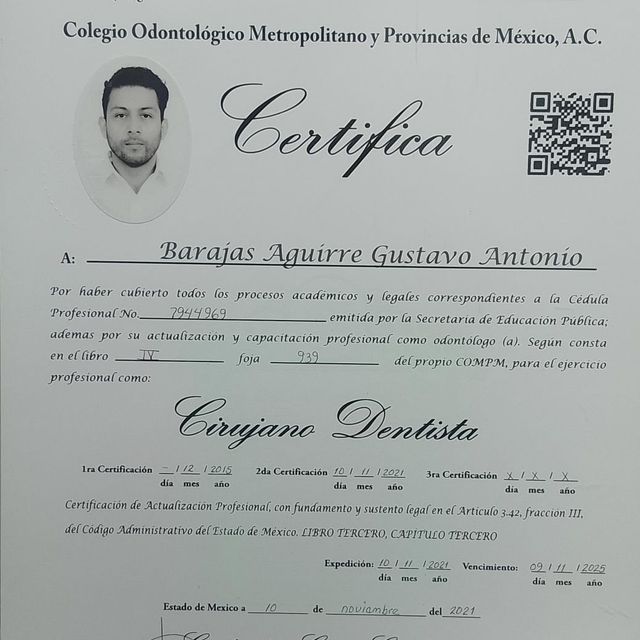 Colegio Odontológico Metropolitano y Provincias de México, A.C.
Certifica
A: Barajas Aguirre Gustavo Antonio
Por haber cubierto todos los procesos académicos y legales correspondientes a la Cédula
Profesional No. 7944969 emitida por la Secretaria de Educación Pública;
ademas por su actualización y capacitación profesional como odontólogo (a). Según consta
en el libro IV foja 939 del propio COMPM, para el ejercicio
profesional como:
Cirujano Dentista
1ra Certificación - / 12 / 2015 2da Certificación 10 / 11 / 2021 3ra Certificación X / X / X
día mes año día mes año día mes año
Certificación de Actualización Profesional, con fundamento y sustento legal en el Articulo 3.42, fracción III,
del Código Administrativo del Estado de México. LIBRO TERCERO, CAPITULO TERCERO
Expedición: 10 / 11 / 2021 Vencimiento: 09 / 11 / 2025
día mes año día mes año
Estado de Mexico a 10 de noviembre del 2021